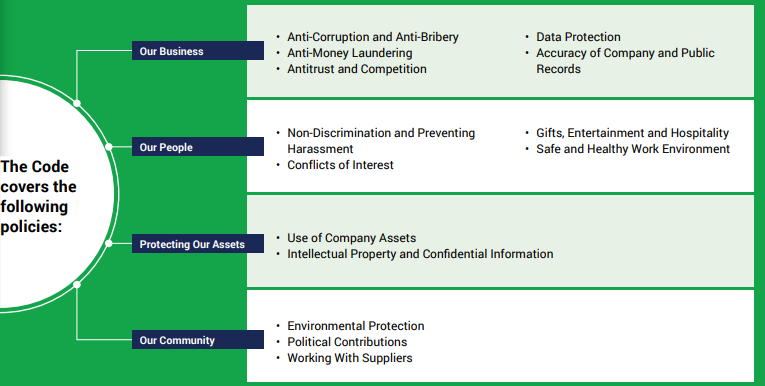 The Code
covers the
following
policies:
Our Business
• Anti-Corruption and Anti-Bribery
• Anti-Money Laundering
• Antitrust and Competition
• Data Protection
• Accuracy of Company and Public
Records
Our People
• Non-Discrimination and Preventing
Harassment
• Conflicts of Interest
• Gifts, Entertainment and Hospitality
• Safe and Healthy Work Environment
Protecting Our Assets
• Use of Company Assets
• Intellectual Property and Confidential Information
Our Community
• Environmental Protection
• Political Contributions
• Working With Suppliers